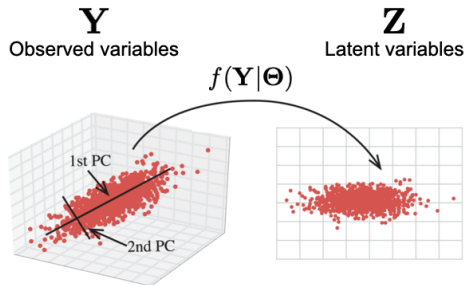 Y
Observed variables
Z
Latent variables
f(Y|Θ)
1st PC
2nd PC